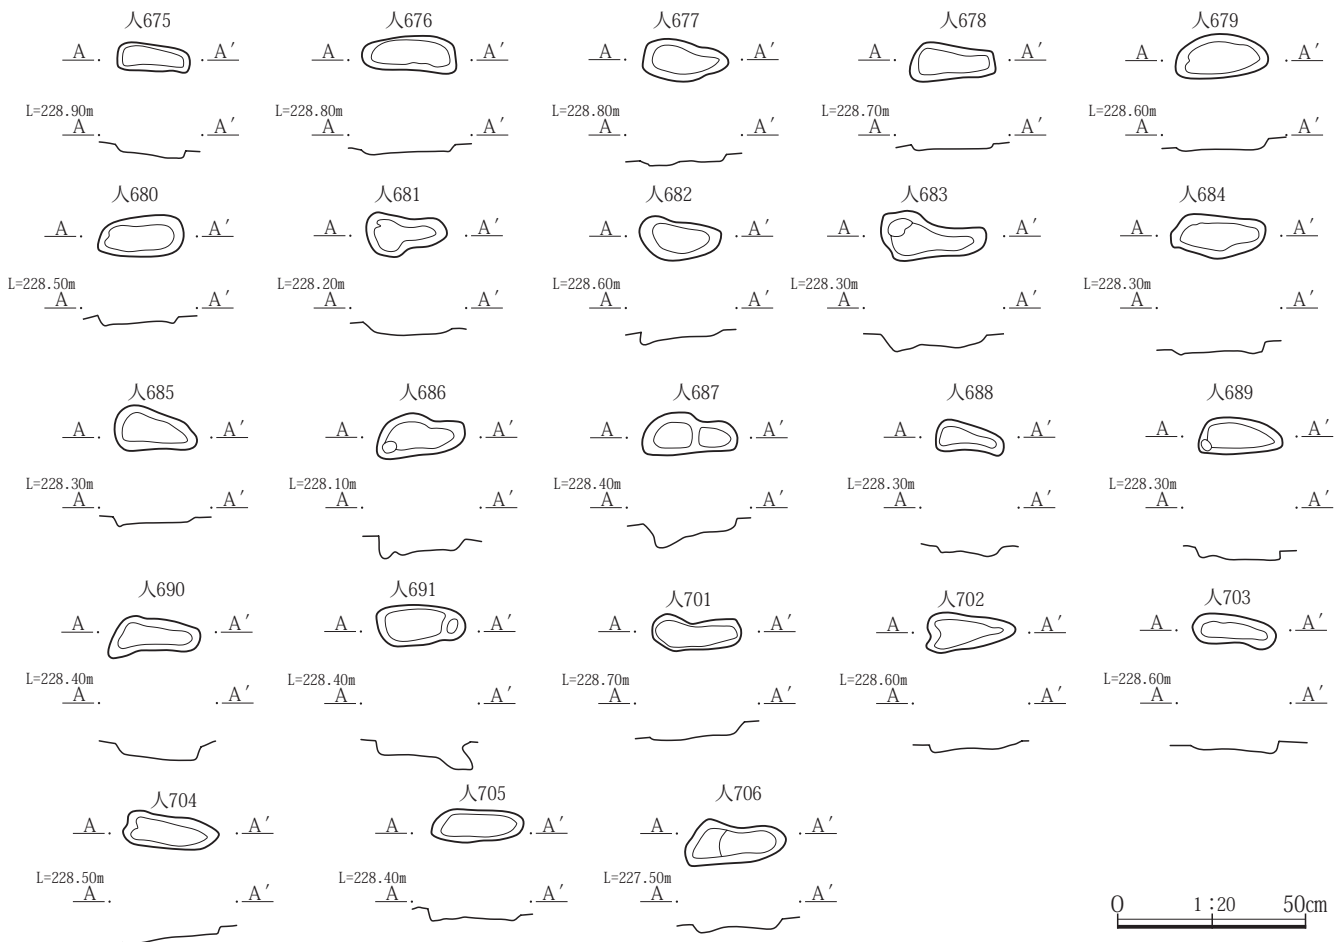 人675 人676 人677 人678 人679
A A′ A A′ A A′ A A′ A A′
L=228.90m L=228.80m L=228.80m L=228.70m L=228.60m
A A′ A A′ A A′ A A′ A A′
人680 人681 人682 人683 人684
A A′ A A′ A A′ A A′ A A′
L=228.50m L=228.20m L=228.60m L=228.30m L=228.30m
A A′ A A′ A A′ A A′ A A′
人685 人686 人687 人688 人689
A A′ A A′ A A′ A A′ A A′
L=228.30m L=228.10m L=228.40m L=228.30m L=228.30m
A A′ A A′ A A′ A A′ A A′
人690 人691 人701 人702 人703
A A′ A A′ A A′ A A′ A A′
L=228.40m L=228.40m L=228.70m L=228.60m L=228.60m
A A′ A A′ A A′ A A′ A A′
人704 人705 人706
A A′ A A′ A A′
L=228.50m L=228.40m L=227.50m
A A′ A A′ A A′
0 1:20 50cm